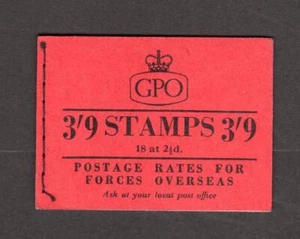 GPO
3'9 STAMPS 3'9
18 at 2½d.
POSTAGE RATES FOR
FORCES OVERSEAS
Ask at your local post office